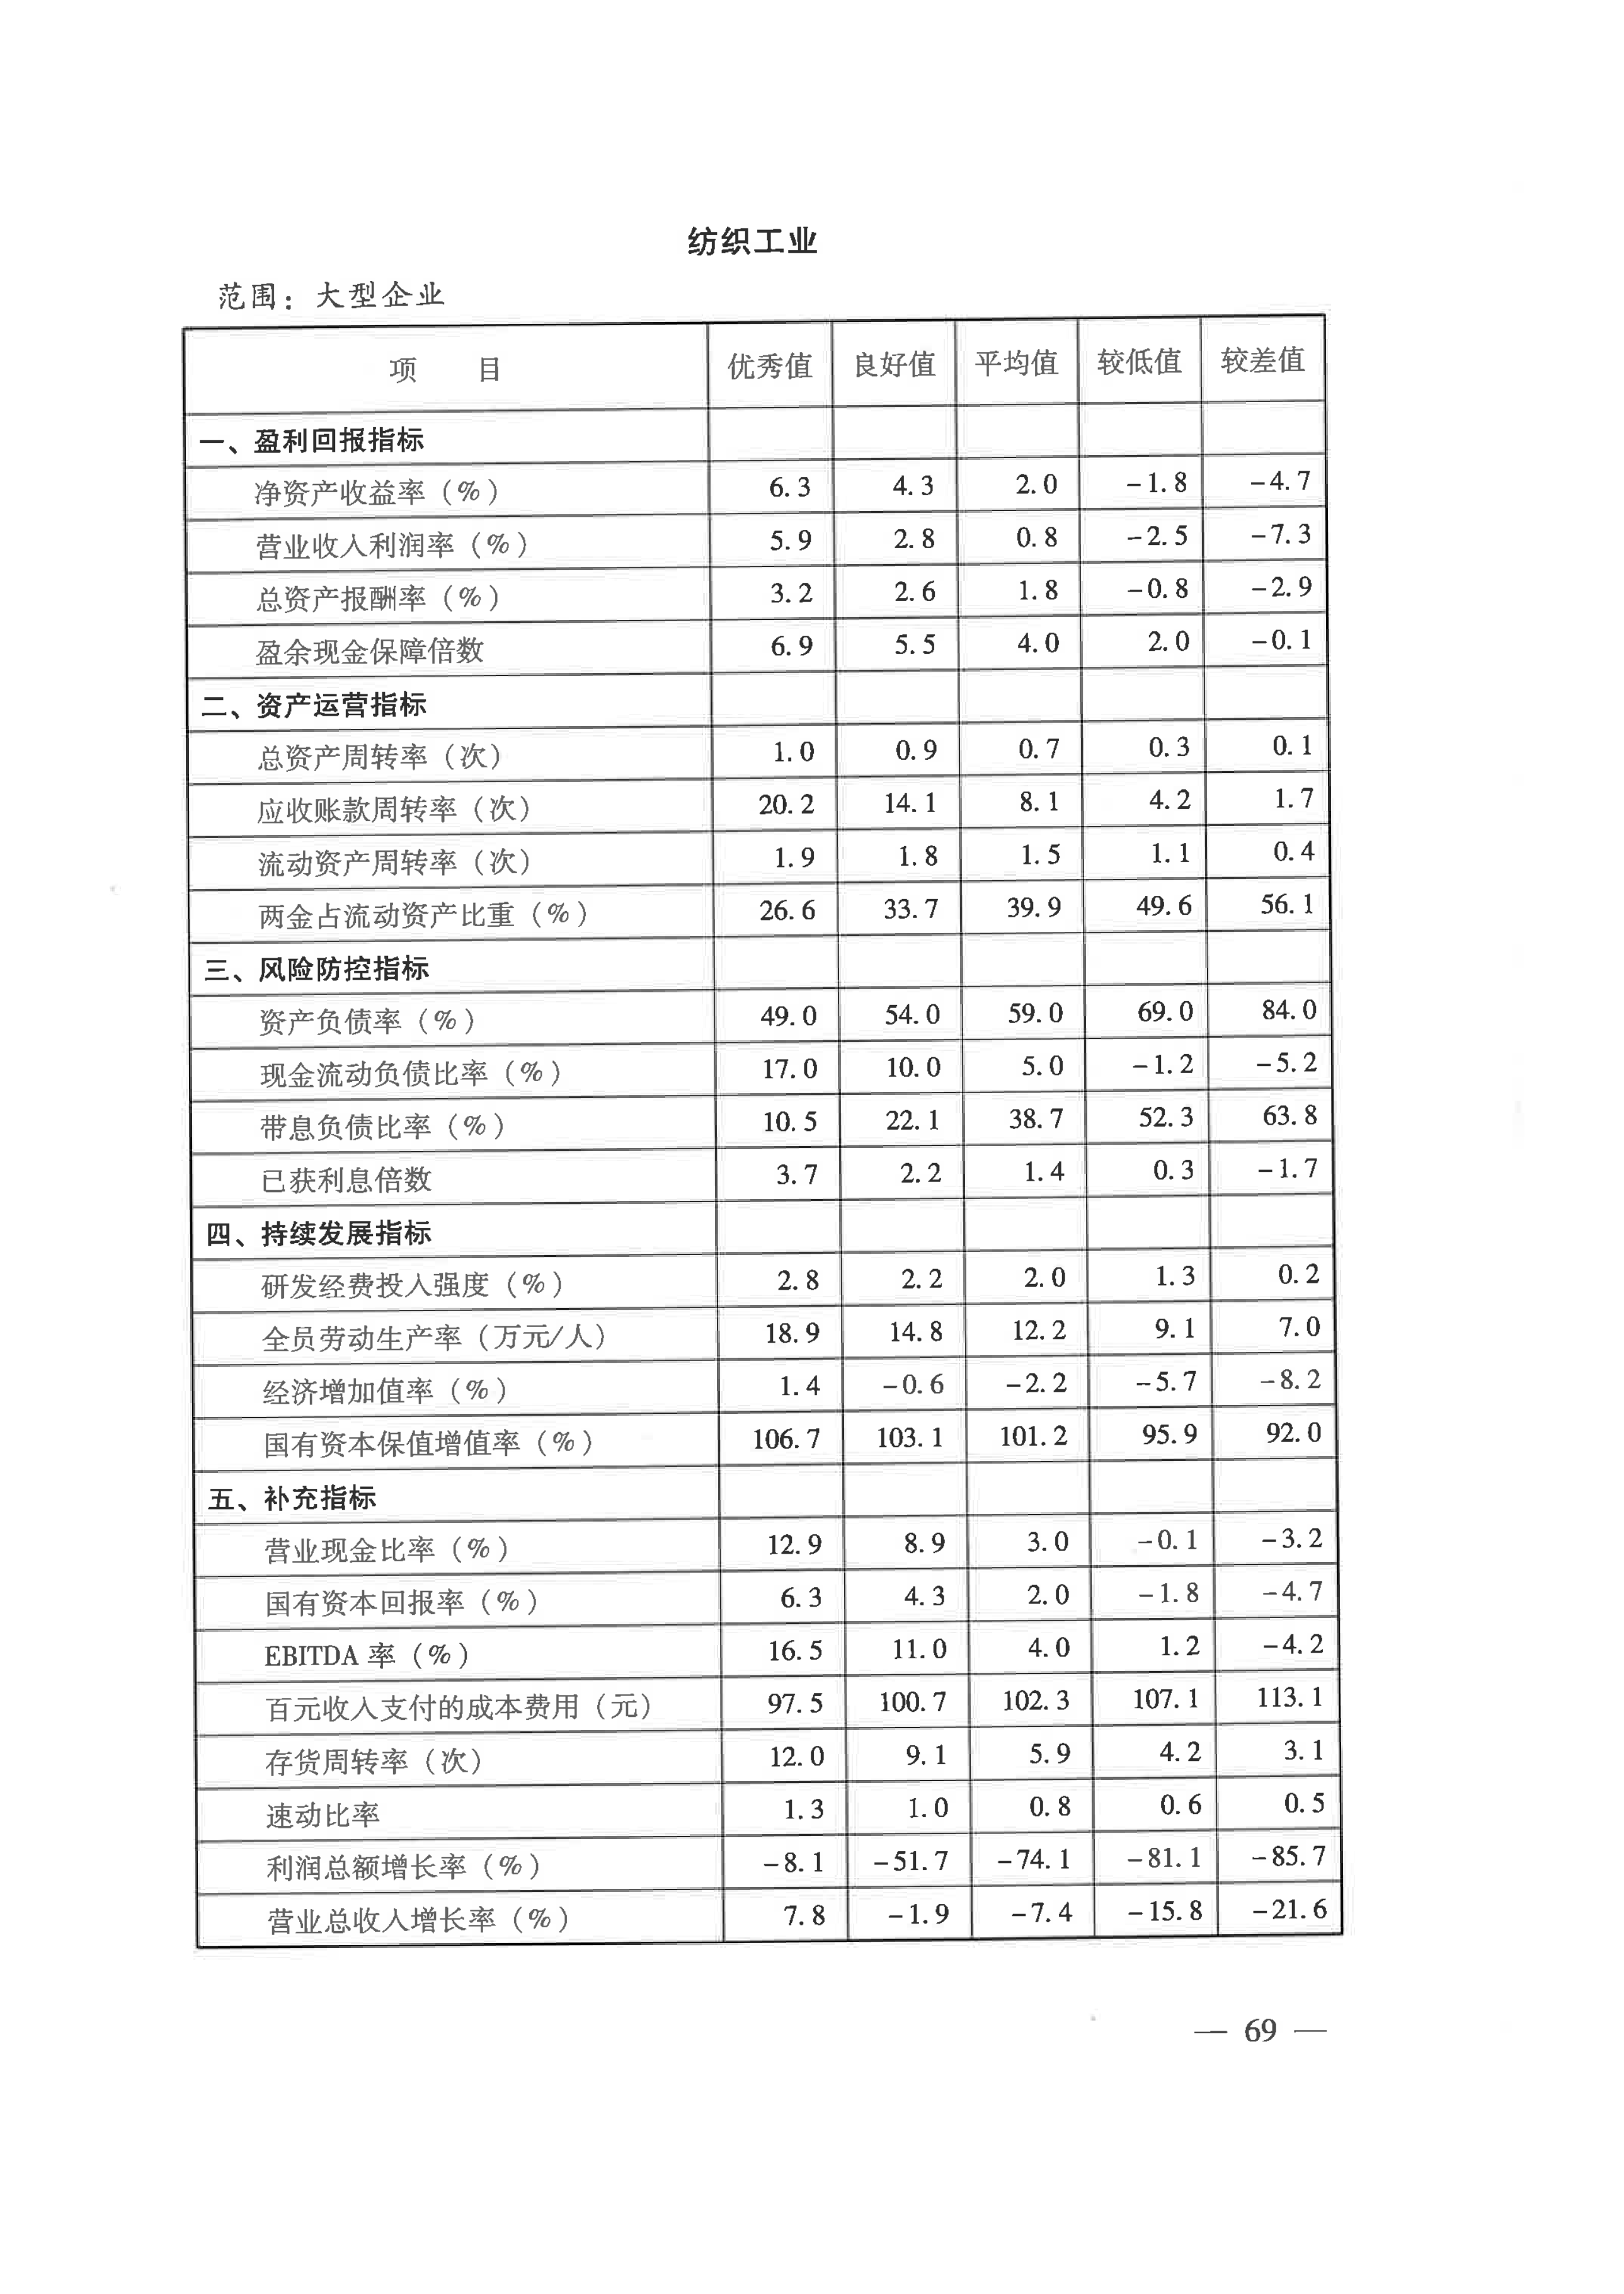 纺织工业
范围：大型企业
项 目 优秀值 良好值 平均值 较低值 较差值
一、盈利回报指标
净资产收益率（%） 6.3 4.3 2.0 -1.8 -4.7
营业收入利润率（%） 5.9 2.8 0.8 -2.5 -7.3
总资产报酬率（%） 3.2 2.6 1.8 -0.8 -2.9
盈余现金保障倍数 6.9 5.5 4.0 2.0 -0.1
二、资产运营指标
总资产周转率（次） 1.0 0.9 0.7 0.3 0.1
应收账款周转率（次） 20.2 14.1 8.1 4.2 1.7
流动资产周转率（次） 1.9 1.8 1.5 1.1 0.4
两金占流动资产比重（%） 26.6 33.7 39.9 49.6 56.1
三、风险防控指标
资产负债率（%） 49.0 54.0 59.0 69.0 84.0
现金流动负债比率（%） 17.0 10.0 5.0 -1.2 -5.2
带息负债比率（%） 10.5 22.1 38.7 52.3 63.8
已获利息倍数 3.7 2.2 1.4 0.3 -1.7
四、持续发展指标
研发经费投入强度（%） 2.8 2.2 2.0 1.3 0.2
全员劳动生产率（万元/人） 18.9 14.8 12.2 9.1 7.0
经济增加值率（%） 1.4 -0.6 -2.2 -5.7 -8.2
国有资本保值增值率（%） 106.7 103.1 101.2 95.9 92.0
五、补充指标
营业现金比率（%） 12.9 8.9 3.0 -0.1 -3.2
国有资本回报率（%） 6.3 4.3 2.0 -1.8 -4.7
EBITDA 率（%） 16.5 11.0 4.0 1.2 -4.2
百元收入支付的成本费用（元） 97.5 100.7 102.3 107.1 113.1
存货周转率（次） 12.0 9.1 5.9 4.2 3.1
速动比率 1.3 1.0 0.8 0.6 0.5
利润总额增长率（%） -8.1 -51.7 -74.1 -81.1 -85.7
营业总收入增长率（%） 7.8 -1.9 -7.4 -15.8 -21.6
— 69 —